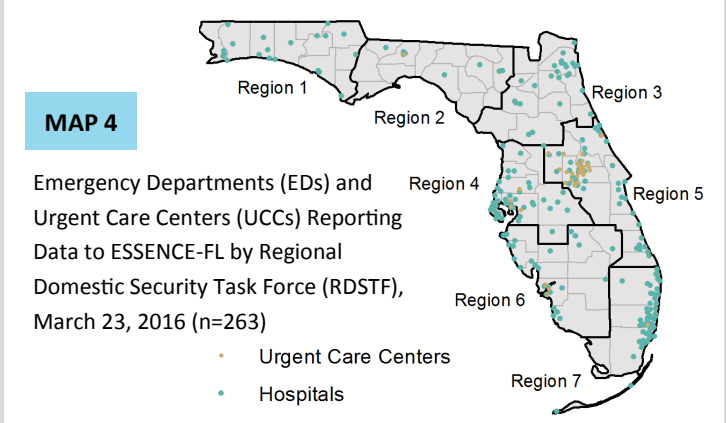 Region 1
Region 2
Region 3
MAP 4
Emergency Departments (EDs) and
Urgent Care Centers (UCCs) Reporting
Data to ESSENCE-FL by Regional
Domestic Security Task Force (RDSTF),
March 23, 2016 (n=263)
Region 4
Region 5
Region 6
Urgent Care Centers
Hospitals
Region 7